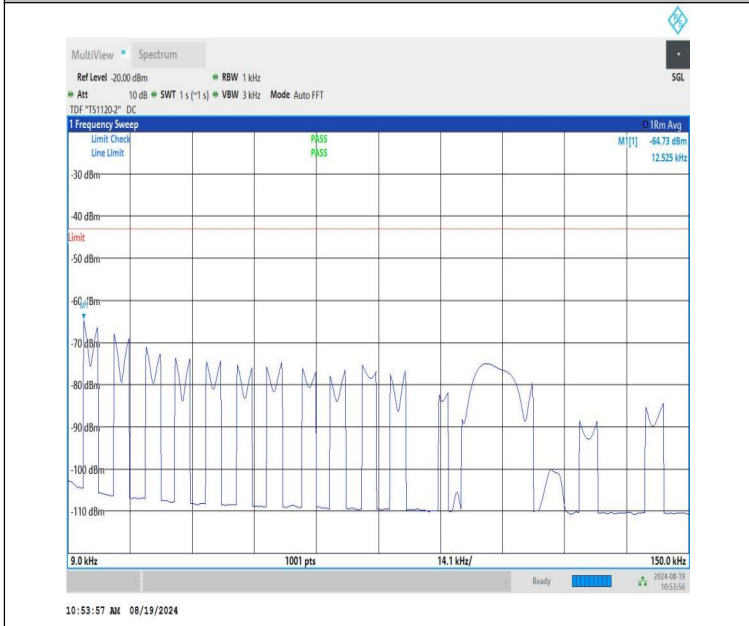 R&S
MultiView Spectrum
Ref Level -20.00 dBm RBW 1 kHz SGL
Att 10 dB SWT 1 s (~1 s) VBW 3 kHz Mode Auto FFT
TDF "TS1120-2" DC
1 Frequency Sweep 1Rm Avg
Limit Check PASS M1[1] -64.73 dBm
Line Limit PASS 12.525 kHz
-30 dBm
-40 dBm
Limit
-50 dBm
-60 dBm
M1
-70 dBm
-80 dBm
-90 dBm
-100 dBm
-110 dBm
9.0 kHz 1001 pts 14.1 kHz/ 150.0 kHz
Ready 2024-08-19
10:53:56
10:53:57 AM 08/19/2024